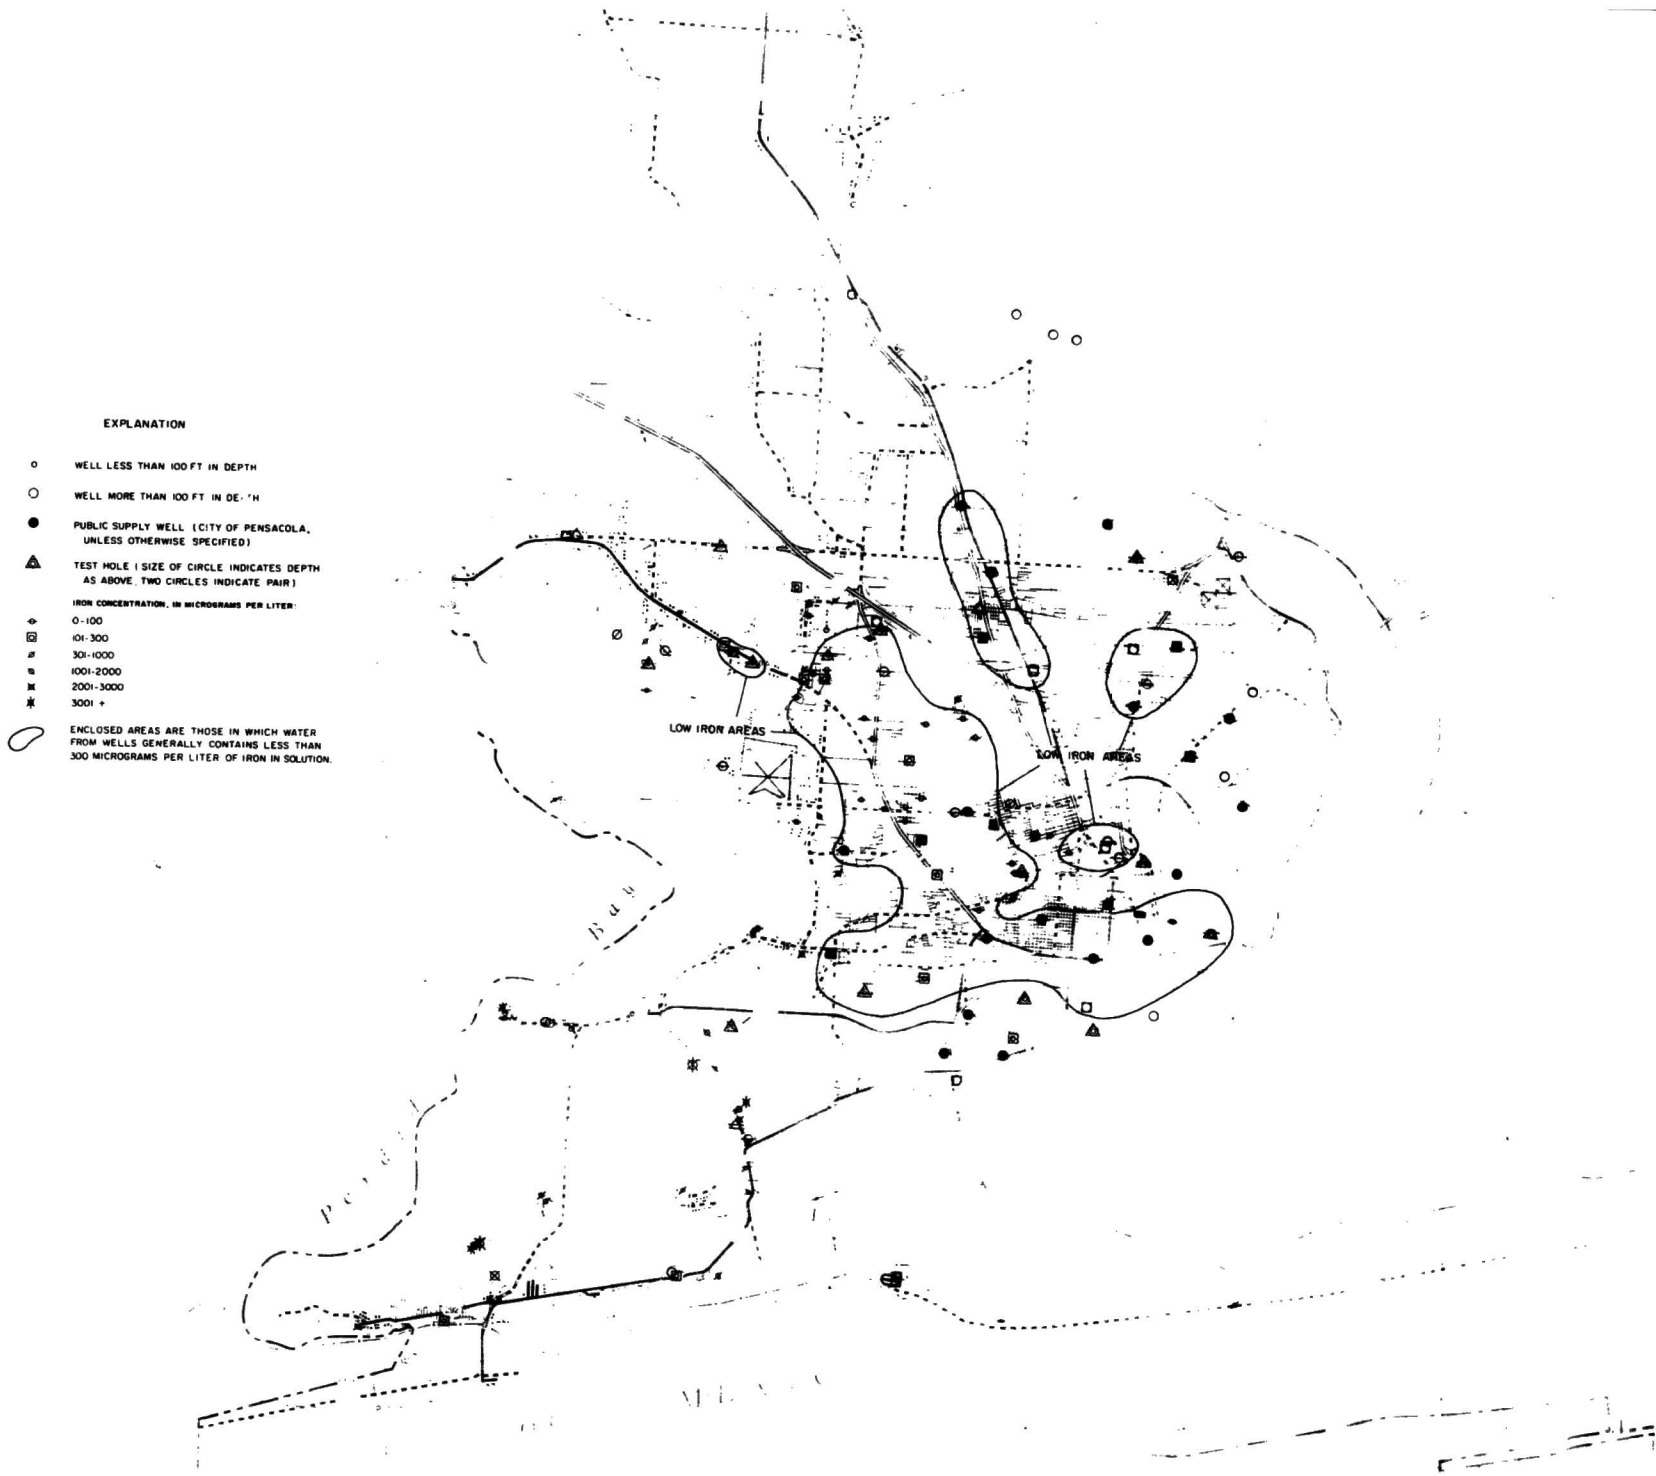 EXPLANATION
WELL LESS THAN 100 FT IN DEPTH
WELL MORE THAN 100 FT IN
PUBLIC SUPPLY WELL (CITY OF PENSACOLA,
UNLESS OTHERWISE SPECIFIED)
TEST HOLE (SIZE OF CIRCLE INDICATES DEPTH
AS ABOVE, TWO CIRCLES INDICATE PAIR)
IRON CONCENTRATION, IN MICROGRAMS PER LITER:
0-100
101-300
301-1000
1001-2000
2001-3000
3001 +
ENCLOSED AREAS ARE THOSE IN WHICH WATER
FROM WELLS GENERALLY CONTAINS LESS THAN
300 MICROGRAMS PER LITER OF IRON IN SOLUTION.
LOW IRON AREAS
LOW IRON AREAS
Bay